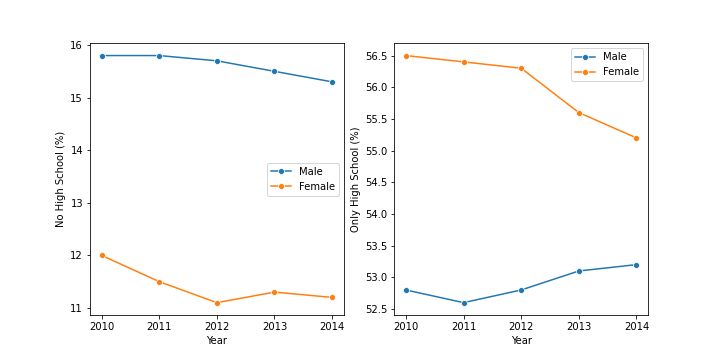 No High School (%)
16
15
14
13
12
11
Male
Female
2010 2011 2012 2013 2014
Year
Only High School (%)
56.5
56.0
55.5
55.0
54.5
54.0
53.5
53.0
52.5
Male
Female
2010 2011 2012 2013 2014
Year